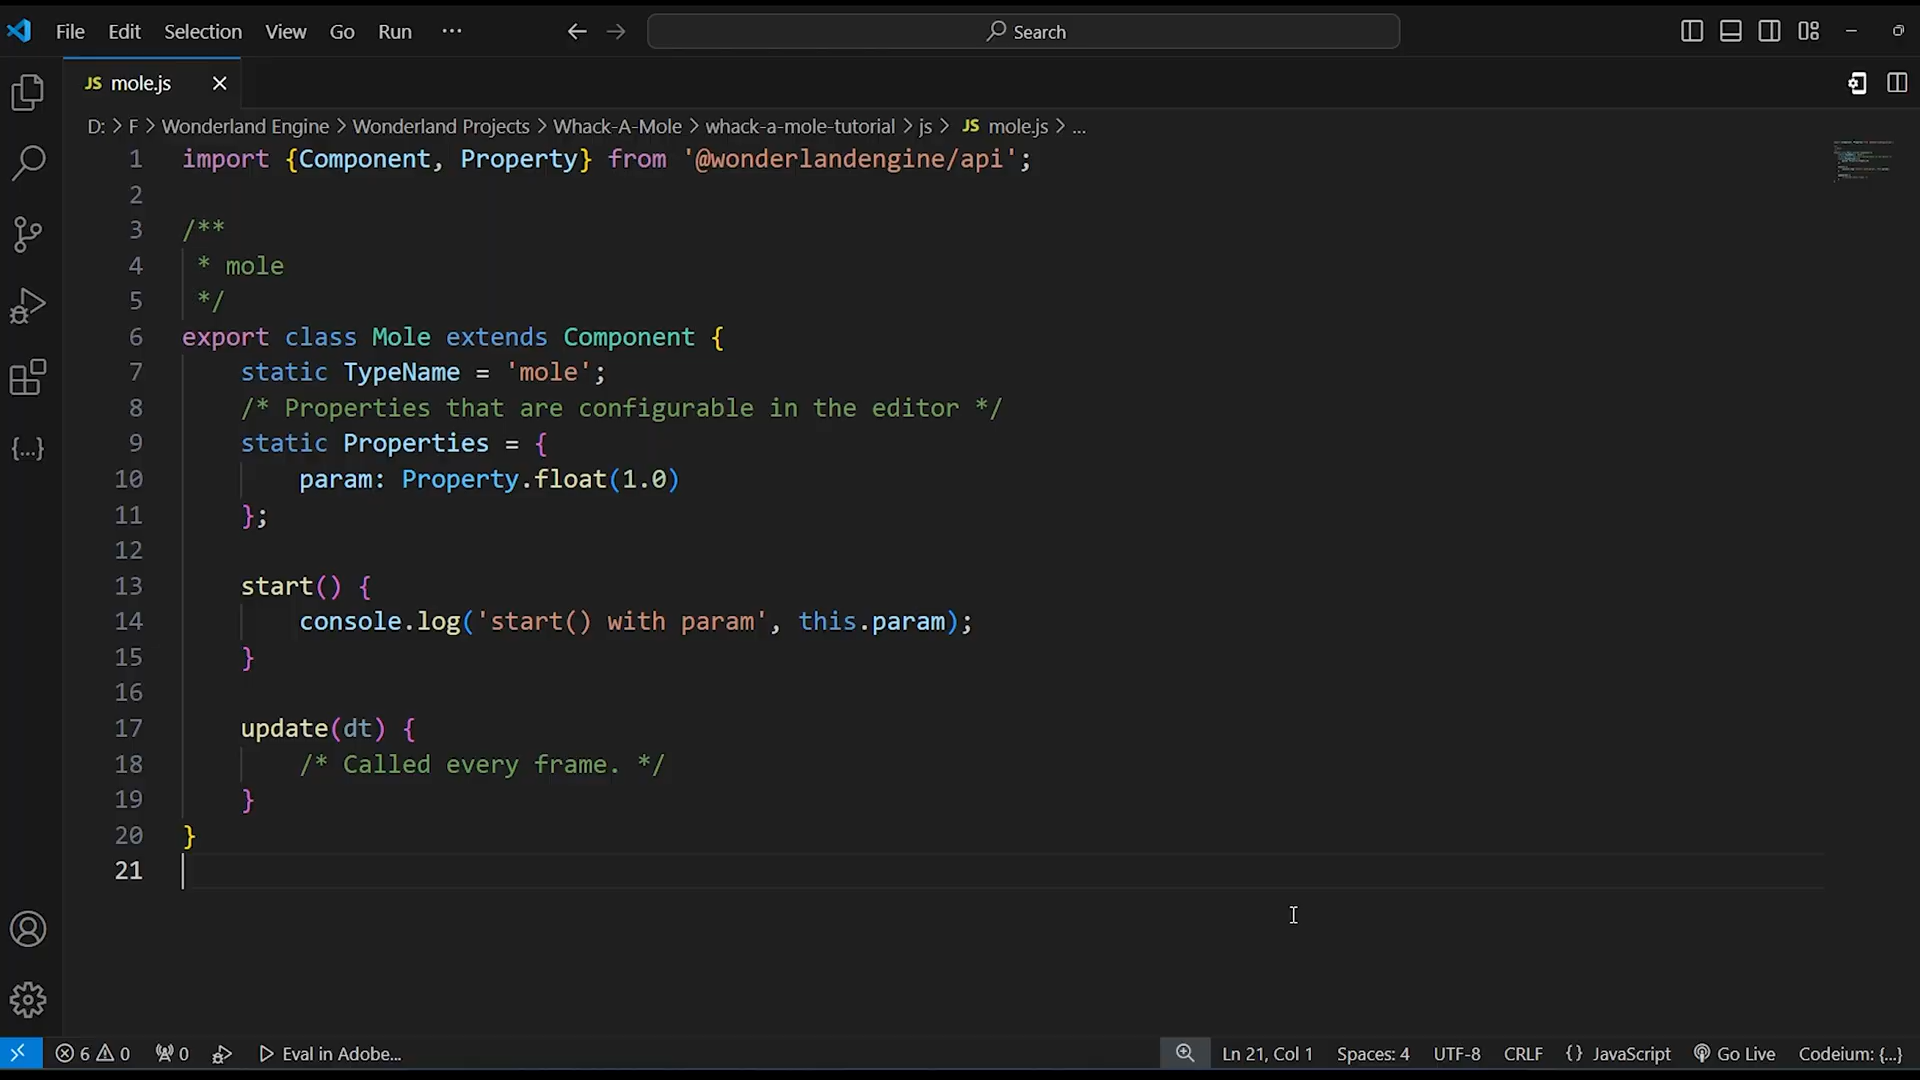 File Edit Selection View Go Run ··· Search
JS mole.js
D: > F > Wonderland Engine > Wonderland Projects > Whack-A-Mole > whack-a-mole-tutorial > js > JS mole.js > ...
1 import {Component, Property} from '@wonderlandengine/api';
2
3 /**
4 * mole
5 */
6 export class Mole extends Component {
7 static TypeName = 'mole';
8 /* Properties that are configurable in the editor */
9 static Properties = {
10 param: Property.float(1.0)
11 };
12
13 start() {
14 console.log('start() with param', this.param);
15 }
16
17 update(dt) {
18 /* Called every frame. */
19 }
20 }
21
6 0 0 Eval in Adobe... Ln 21, Col 1 Spaces: 4 UTF-8 CRLF {} JavaScript Go Live Codeium: {...}